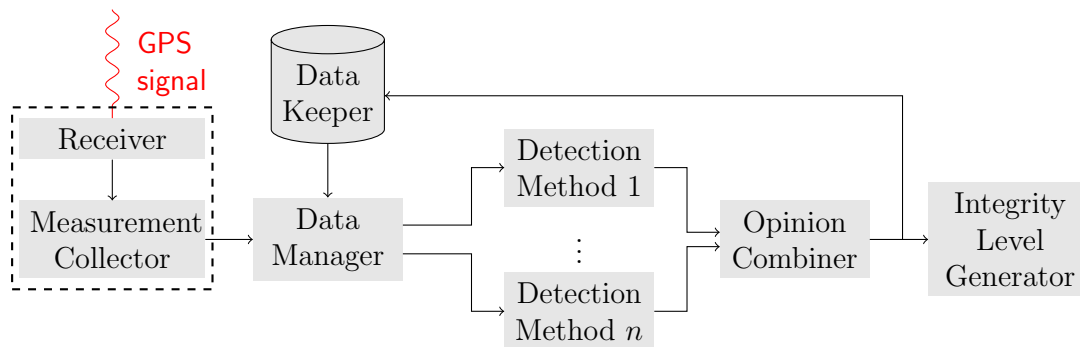 GPS
signal
Receiver
Measurement
Collector
Data
Keeper
Data
Manager
Detection
Method 1
⋮
Detection
Method n
Opinion
Combiner
Integrity
Level
Generator